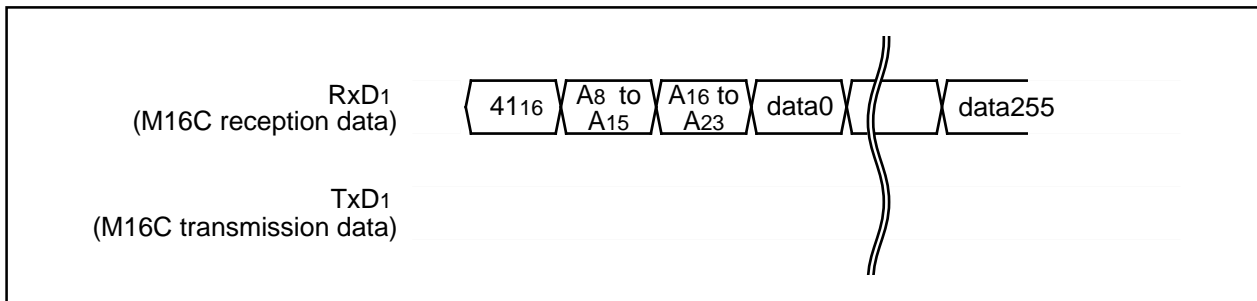 RxD1
(M16C reception data)
4116
A8 to
A15
A16 to
A23
data0
data255
TxD1
(M16C transmission data)